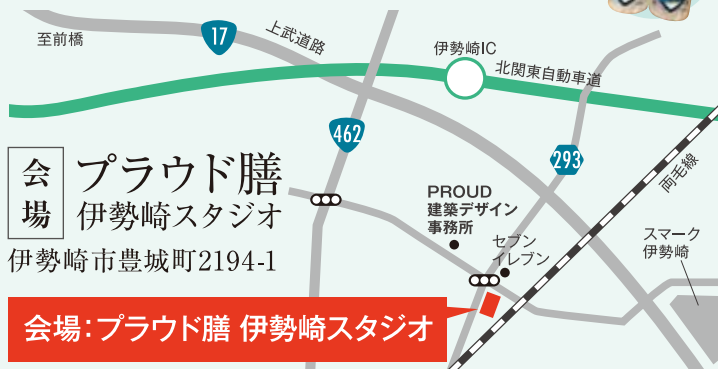 至前橋
17
上武道路
伊勢崎IC
北関東自動車道
462
293
両毛線
会場
プラウド膳
伊勢崎スタジオ
伊勢崎市豊城町2194-1
PROUD
建築デザイン
事務所
セブン
イレブン
スマーク
伊勢崎
会場:プラウド膳 伊勢崎スタジオ